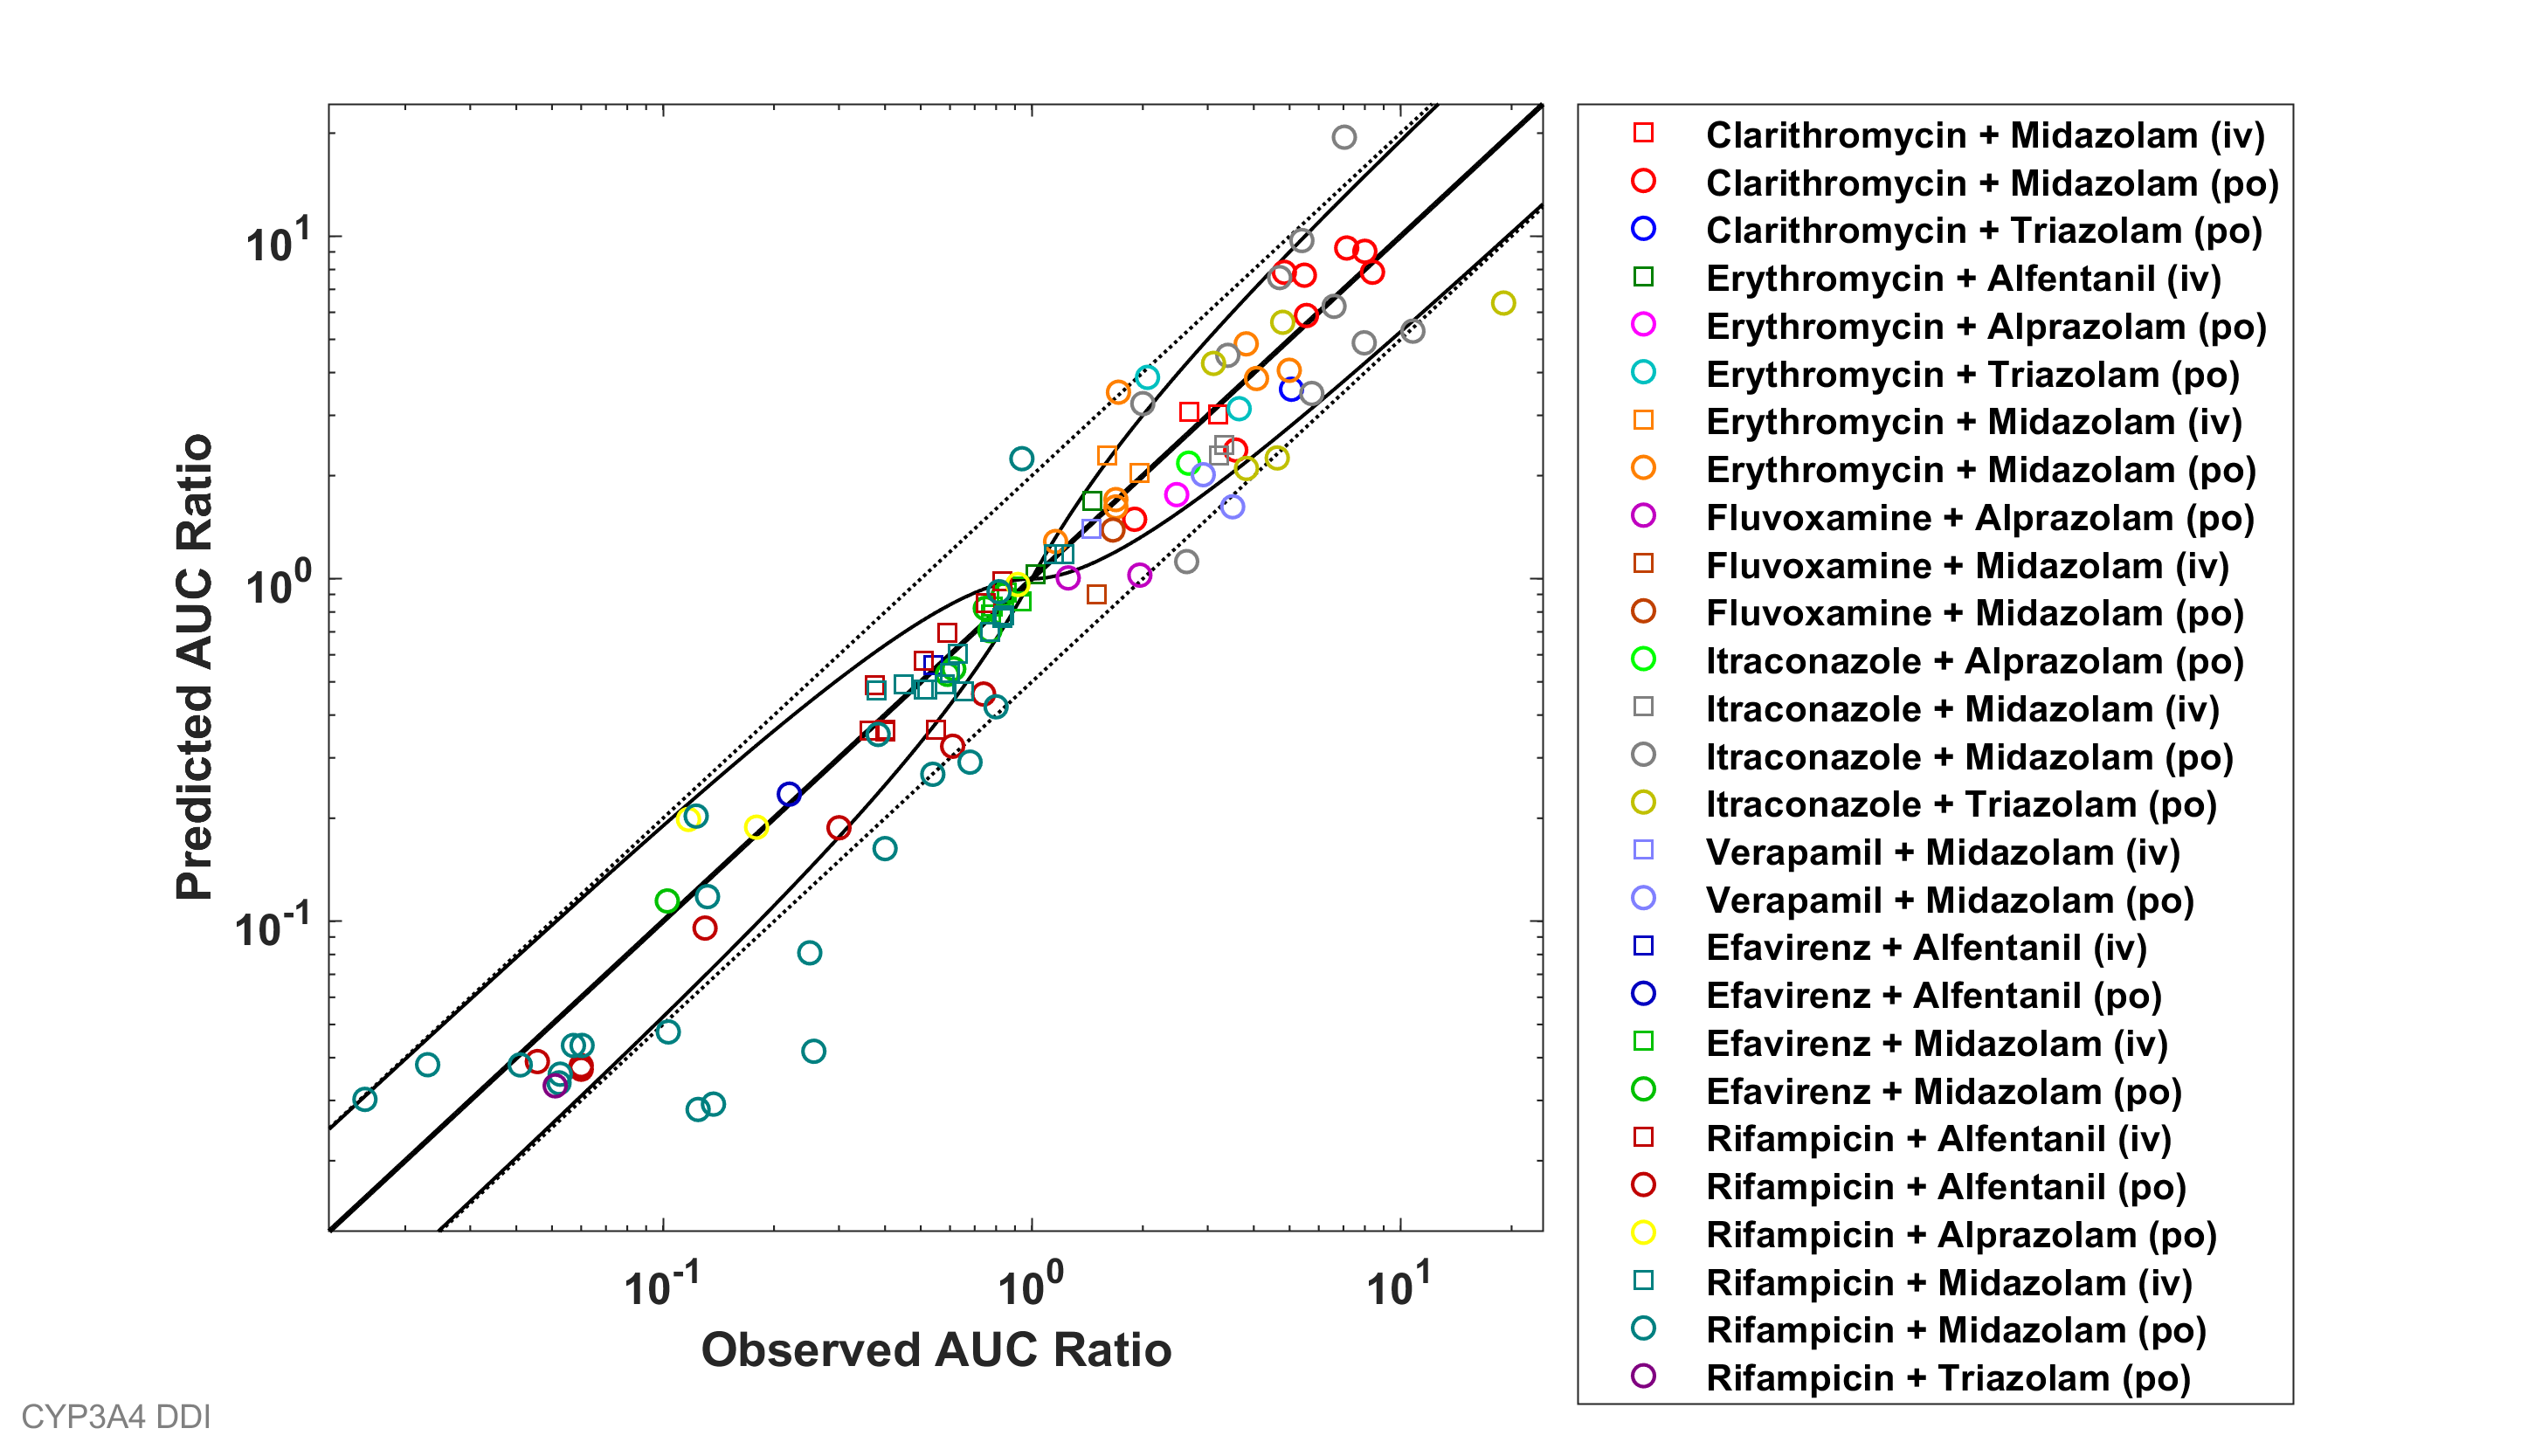 10^1
10^0
10^-1
Predicted AUC Ratio
10^-1
10^0
10^1
Observed AUC Ratio
Clarithromycin + Midazolam (iv)
Clarithromycin + Midazolam (po)
Clarithromycin + Triazolam (po)
Erythromycin + Alfentanil (iv)
Erythromycin + Alprazolam (po)
Erythromycin + Triazolam (po)
Erythromycin + Midazolam (iv)
Erythromycin + Midazolam (po)
Fluvoxamine + Alprazolam (po)
Fluvoxamine + Midazolam (iv)
Fluvoxamine + Midazolam (po)
Itraconazole + Alprazolam (po)
Itraconazole + Midazolam (iv)
Itraconazole + Midazolam (po)
Itraconazole + Triazolam (po)
Verapamil + Midazolam (iv)
Verapamil + Midazolam (po)
Efavirenz + Alfentanil (iv)
Efavirenz + Alfentanil (po)
Efavirenz + Midazolam (iv)
Efavirenz + Midazolam (po)
Rifampicin + Alfentanil (iv)
Rifampicin + Alfentanil (po)
Rifampicin + Alprazolam (po)
Rifampicin + Midazolam (iv)
Rifampicin + Midazolam (po)
Rifampicin + Triazolam (po)
CYP3A4 DDI